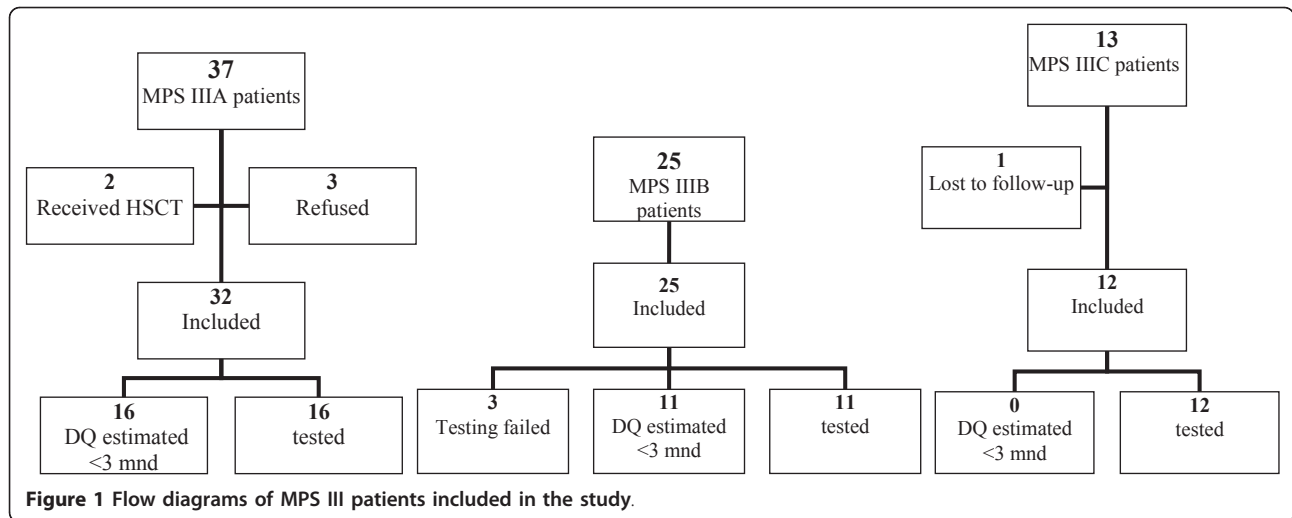 37
MPS IIIA patients
2
Received HSCT
3
Refused
32
Included
16
DQ estimated
<3 mnd
16
tested
25
MPS IIIB
patients
25
Included
3
Testing failed
11
DQ estimated
<3 mnd
11
tested
13
MPS IIIC patients
1
Lost to follow-up
12
Included
0
DQ estimated
<3 mnd
12
tested
Figure 1 Flow diagrams of MPS III patients included in the study.